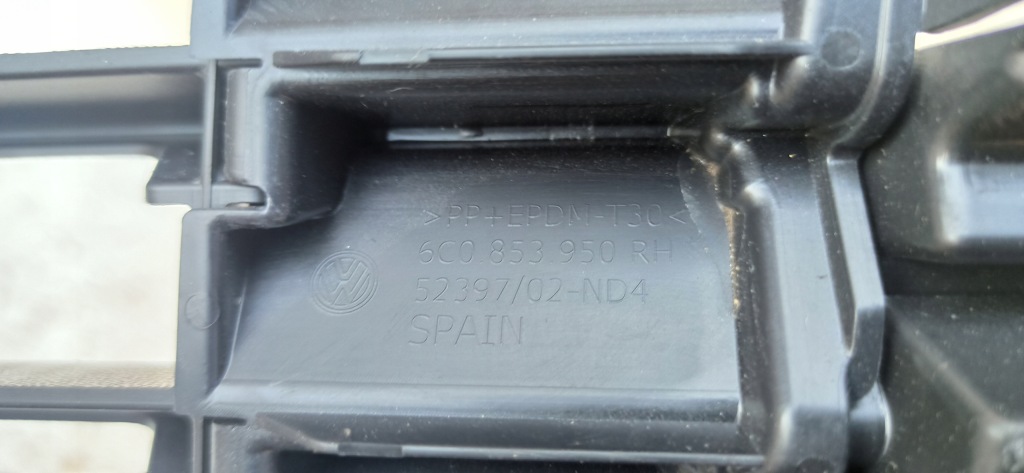 >PP+EPDM-T30<
6C0 853 950 RH
52397/02-ND4
SPAIN